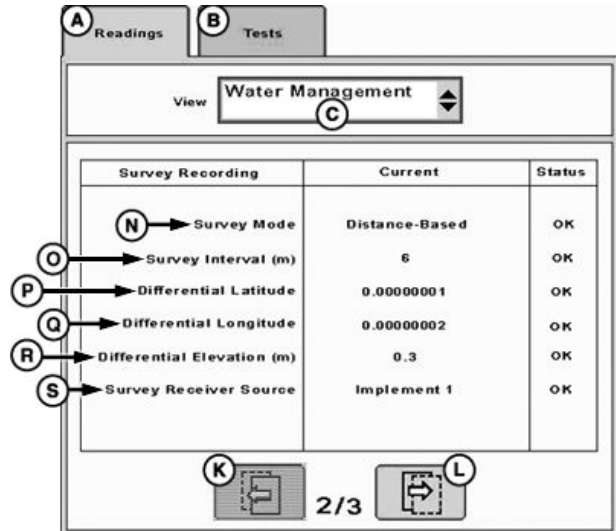 A Readings B Tests
View Water Management
C
Survey Recording Current Status
N Survey Mode Distance-Based OK
O Survey Interval (m) 6 OK
P Differential Latitude 0.00000001 OK
Q Differential Longitude 0.00000002 OK
R Differential Elevation (m) 0.3 OK
S Survey Receiver Source Implement 1 OK
K L
2/3